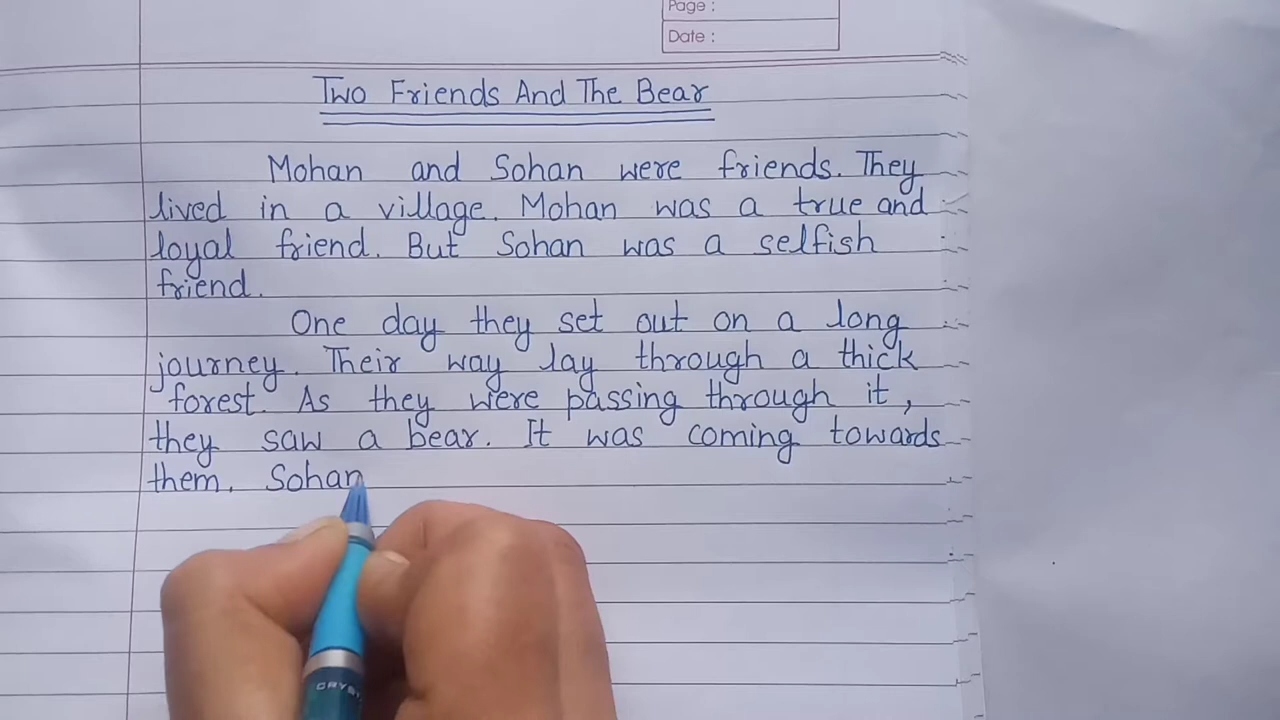 Page :
Date :
Two Friends And The Bear
Mohan and Sohan were friends. They
lived in a village. Mohan was a true and
loyal friend. But Sohan was a selfish
friend.
One day they set out on a long
journey. Their way lay through a thick
forest. As they were passing through it,
they saw a bear. It was coming towards
them. Sohan